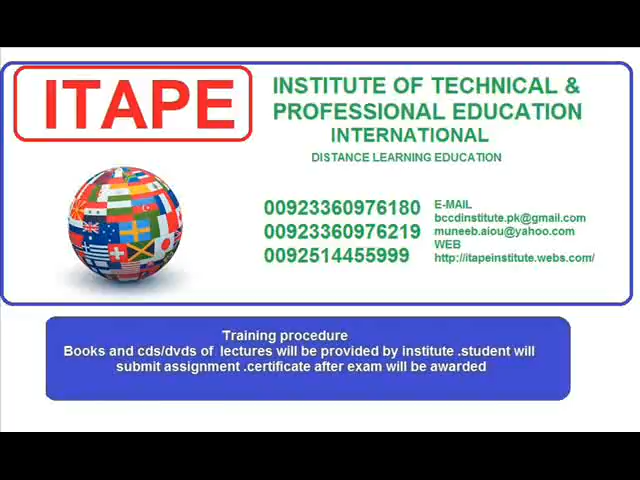 ITAPE
INSTITUTE OF TECHNICAL &
PROFESSIONAL EDUCATION
INTERNATIONAL
DISTANCE LEARNING EDUCATION
00923360976180
00923360976219
0092514455999
E-MAIL
bccdinstitute.pk@gmail.com
muneeb.aiou@yahoo.com
WEB
http://itapeinstitute.webs.com/
Training procedure
Books and cds/dvds of lectures will be provided by institute .student will
submit assignment .certificate after exam will be awarded